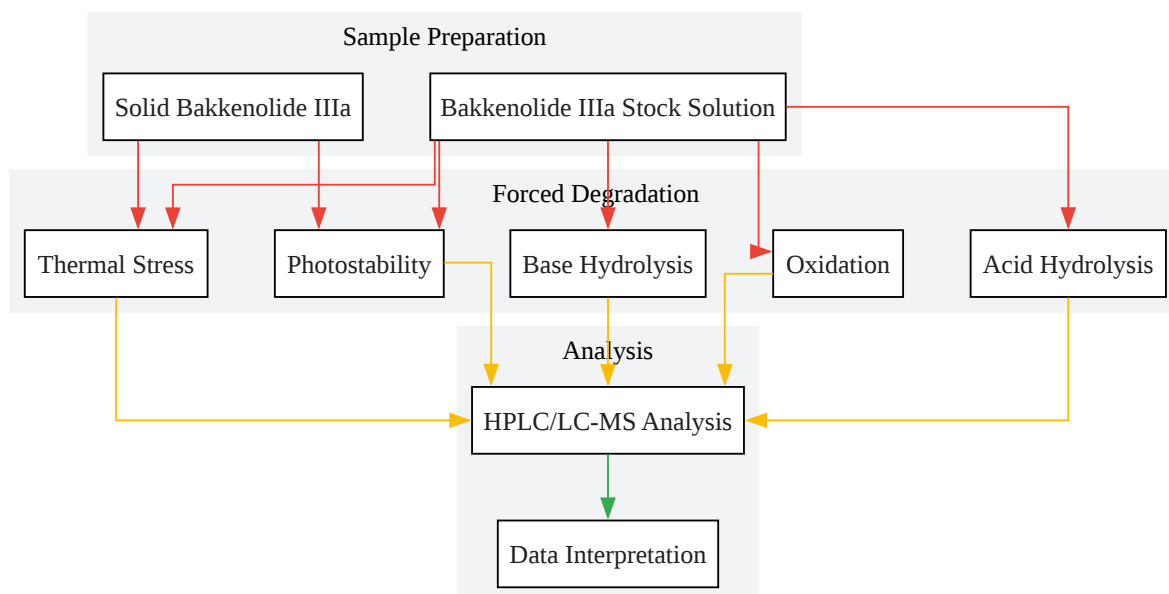 Sample Preparation
Solid Bakkenolide IIIa
Bakkenolide IIIa Stock Solution
Forced Degradation
Thermal Stress
Photostability
Base Hydrolysis
Oxidation
Acid Hydrolysis
Analysis
HPLC/LC-MS Analysis
Data Interpretation